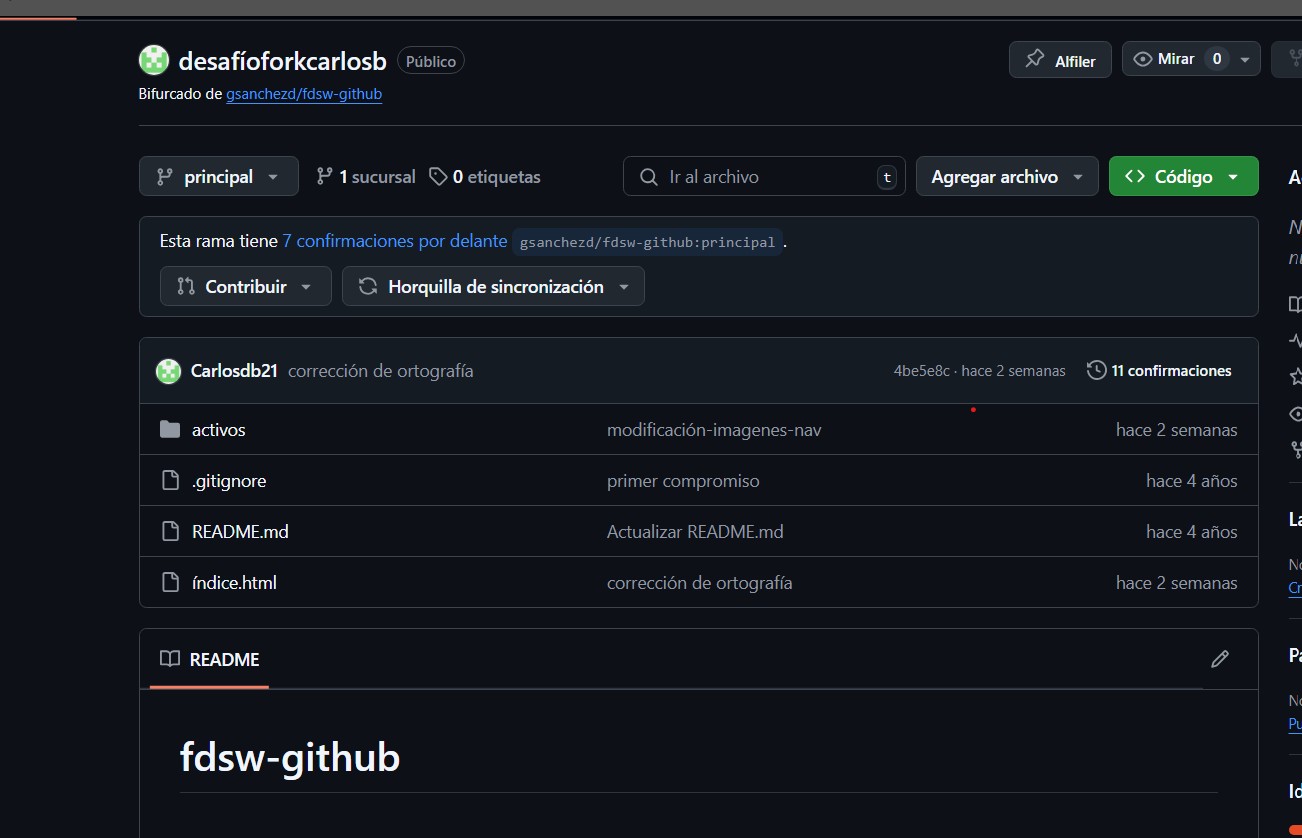 desafíoforkcarlosb Público Alfiler Mirar 0
Bifurcado de gsanchezd/fdsw-github
principal 1 sucursal 0 etiquetas Ir al archivo t Agregar archivo Código
Esta rama tiene 7 confirmaciones por delante gsanchezd/fdsw-github:principal .
Contribuir Horquilla de sincronización
Carlosdb21 corrección de ortografía 4be5e8c · hace 2 semanas 11 confirmaciones
activos modificación-imagenes-nav hace 2 semanas
.gitignore primer compromiso hace 4 años
README.md Actualizar README.md hace 4 años
índice.html corrección de ortografía hace 2 semanas
README
fdsw-github